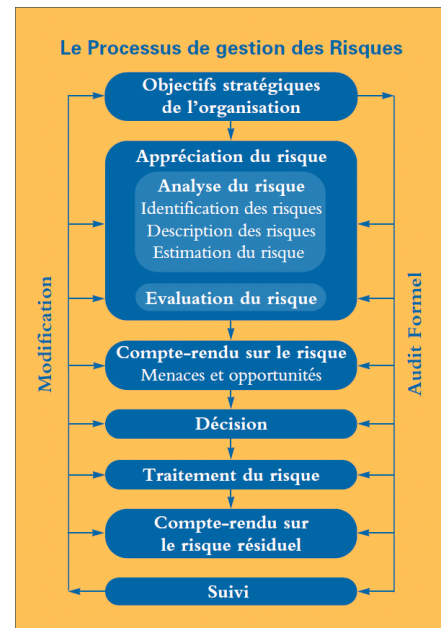 Le Processus de gestion des Risques
Objectifs stratégiques
de l'organisation
Appréciation du risque
Analyse du risque
Identification des risques
Description des risques
Estimation du risque
Evaluation du risque
Compte-rendu sur le risque
Menaces et opportunités
Décision
Traitement du risque
Compte-rendu sur
le risque résiduel
Suivi
Modification
Audit Formel